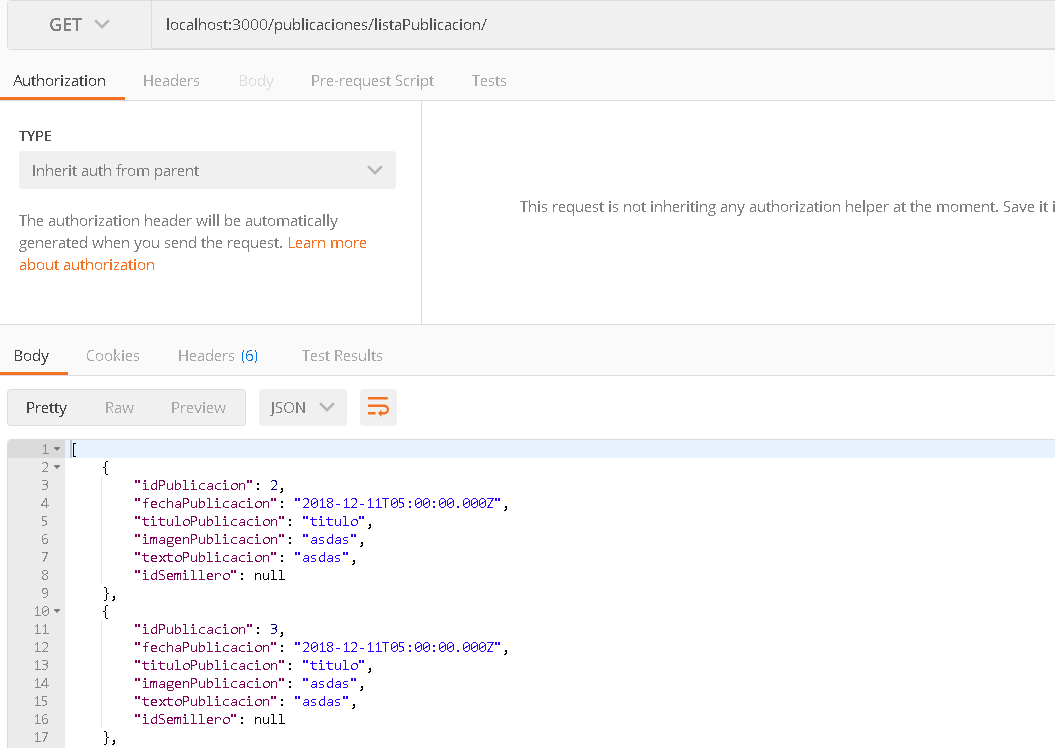 GET localhost:3000/publicaciones/listaPublicacion/
Authorization Headers Body Pre-request Script Tests
TYPE
Inherit auth from parent
The authorization header will be automatically
generated when you send the request. Learn more
about authorization
This request is not inheriting any authorization helper at the moment. Save it i
Body Cookies Headers (6) Test Results
Pretty Raw Preview JSON
1 [
2 {
3 "idPublicacion": 2,
4 "fechaPublicacion": "2018-12-11T05:00:00.000Z",
5 "tituloPublicacion": "titulo",
6 "imagenPublicacion": "asdas",
7 "textoPublicacion": "asdas",
8 "idSemillero": null
9 },
10 {
11 "idPublicacion": 3,
12 "fechaPublicacion": "2018-12-11T05:00:00.000Z",
13 "tituloPublicacion": "titulo",
14 "imagenPublicacion": "asdas",
15 "textoPublicacion": "asdas",
16 "idSemillero": null
17 },